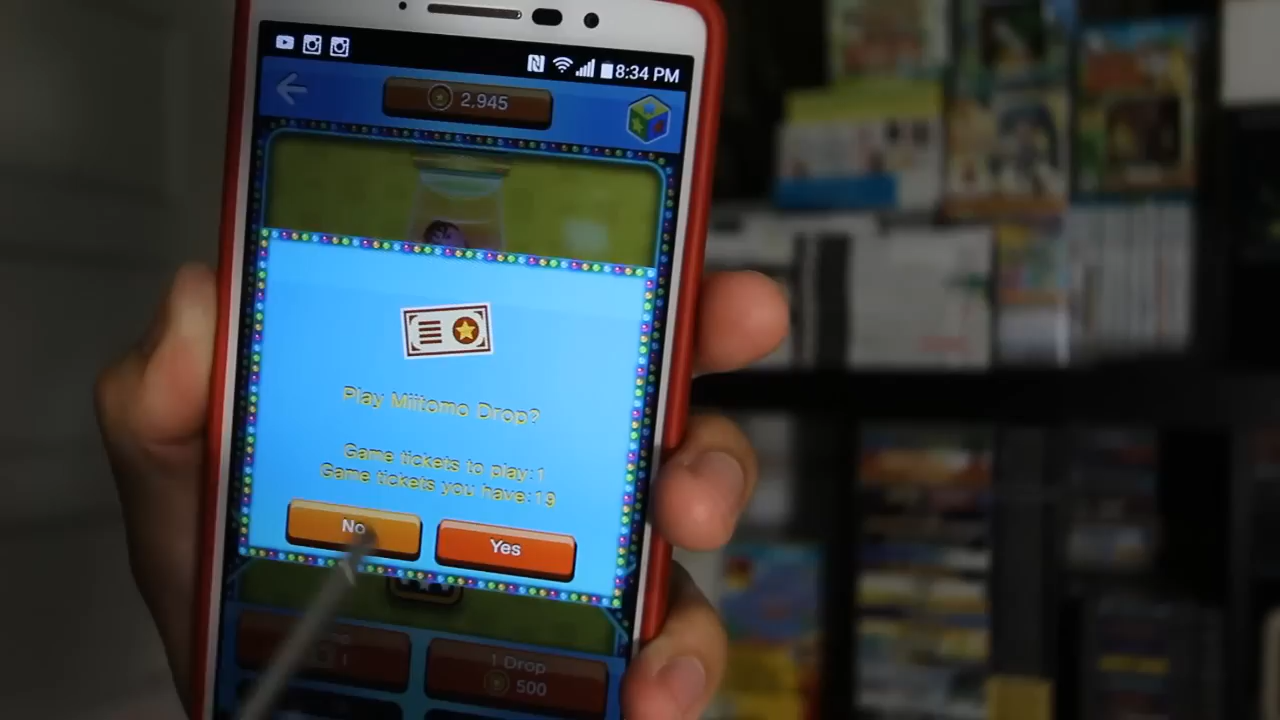 8:34 PM
2,945
Play Miitomo Drop?
Game tickets to play:1
Game tickets you have:19
No
Yes
1
1 Drop
500